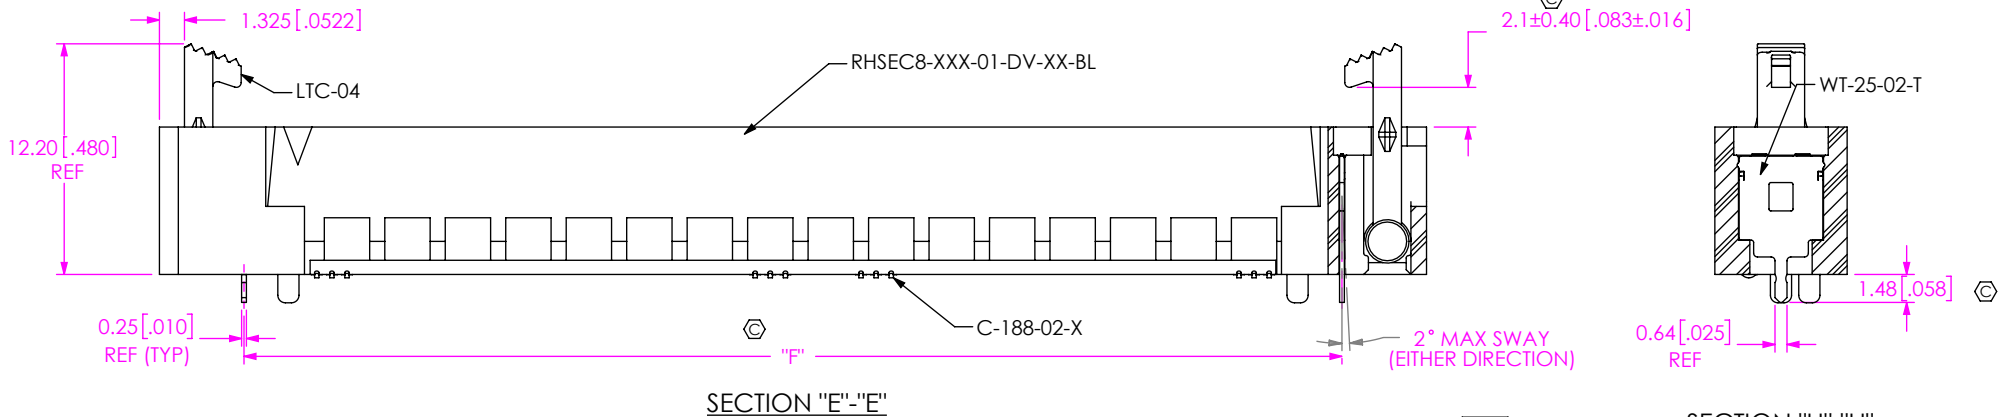 C
1.325[.0522]
2.1±0.40[.083±.016]
RHSEC8-XXX-01-DV-XX-BL
LTC-04
WT-25-02-T
12.20[.480]
REF
1.48[.058]
C
0.25[.010]
REF (TYP)
C
C-188-02-X
"F"
2° MAX SWAY
(EITHER DIRECTION)
0.64[.025]
REF
SECTION "E"-"E"